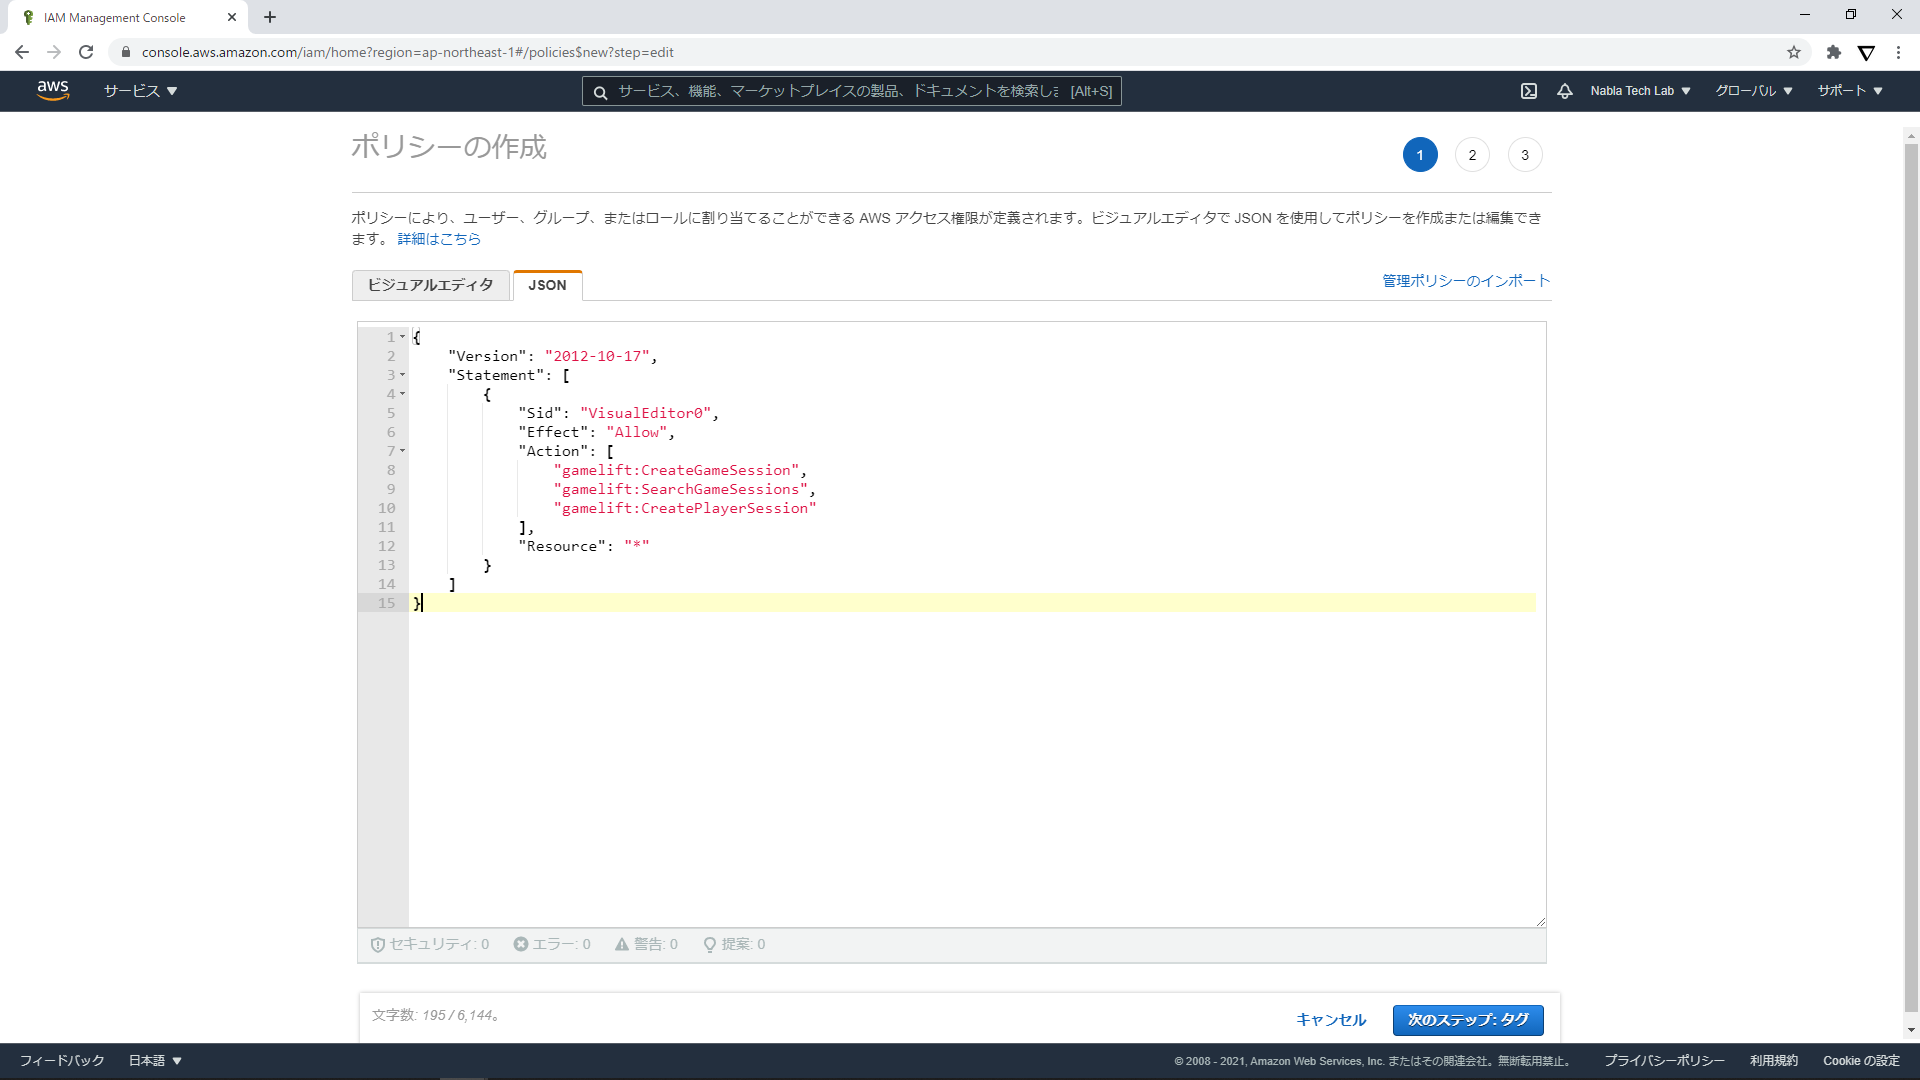 IAM Management Console
console.aws.amazon.com/iam/home?region=ap-northeast-1#/policies$new?step=edit
aws
サービス
サービス、機能、マーケットプレイスの製品、ドキュメントを検索しま [Alt+S]
Nabla Tech Lab
グローバル
サポート
ポリシーの作成
1 2 3
ポリシーにより、ユーザー、グループ、またはロールに割り当てることができる AWS アクセス権限が定義されます。ビジュアルエディタで JSON を使用してポリシーを作成または編集でき
ます。 詳細はこちら
ビジュアルエディタ JSON 管理ポリシーのインポート
1 {
2 "Version": "2012-10-17",
3 "Statement": [
4 {
5 "Sid": "VisualEditor0",
6 "Effect": "Allow",
7 "Action": [
8 "gamelift:CreateGameSession",
9 "gamelift:SearchGameSessions",
10 "gamelift:CreatePlayerSession"
11 ],
12 "Resource": "*"
13 }
14 ]
15 }
セキュリティ: 0 エラー: 0 警告: 0 提案: 0
文字数: 195 / 6,144。
キャンセル 次のステップ: タグ
フィードバック 日本語 © 2008 - 2021, Amazon Web Services, Inc. またはその関連会社。無断転用禁止。 プライバシーポリシー 利用規約 Cookie の設定